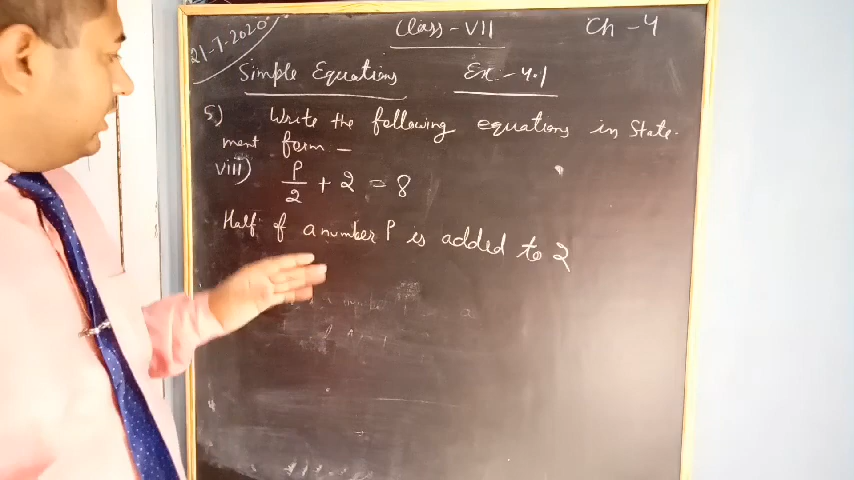 21-7-2020
Class - VII
Ch - 4
Simple Equations Ex - 4.1
5) Write the following equations in State-
ment form -
viii) P/2 + 2 = 8
Half of a number P is added to 2